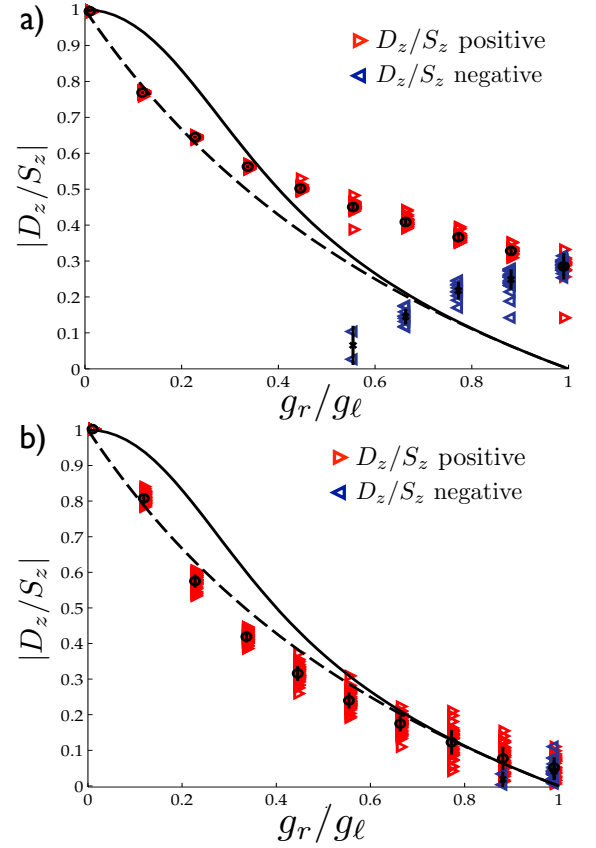 a)
▷ D_z/S_z positive
◁ D_z/S_z negative
|D_z/S_z|
1
0.9
0.8
0.7
0.6
0.5
0.4
0.3
0.2
0.1
0
0 0.2 0.4 0.6 0.8 1
g_r/g_ℓ
b)
▷ D_z/S_z positive
◁ D_z/S_z negative
|D_z/S_z|
1
0.9
0.8
0.7
0.6
0.5
0.4
0.3
0.2
0.1
0
0 0.2 0.4 0.6 0.8 1
g_r/g_ℓ